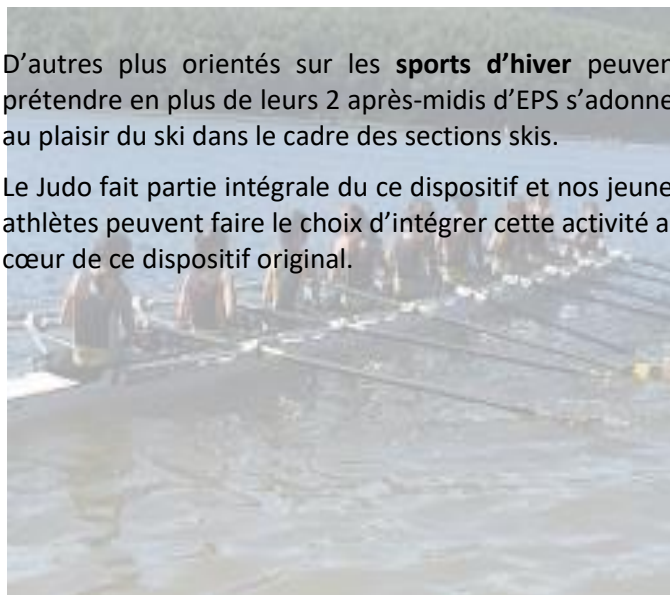 D’autres plus orientés sur les sports d’hiver peuven
prétendre en plus de leurs 2 après-midis d’EPS s’adonne
au plaisir du ski dans le cadre des sections skis.
Le Judo fait partie intégrale du ce dispositif et nos jeune
athlètes peuvent faire le choix d’intégrer cette activité a
cœur de ce dispositif original.